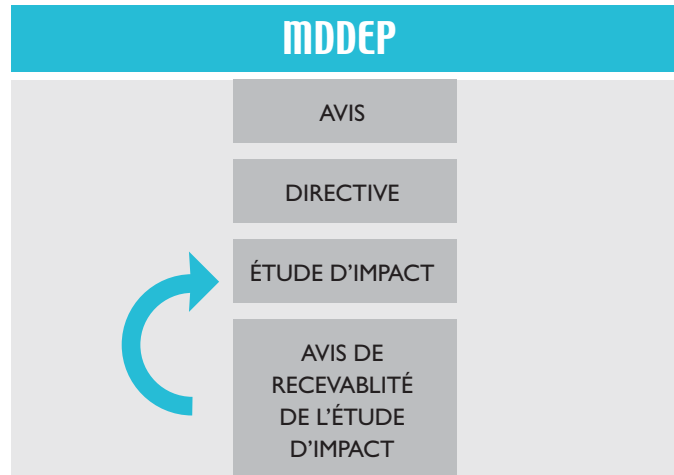 MDDEP
AVIS
DIRECTIVE
ÉTUDE D'IMPACT
AVIS DE
RECEVABLITÉ
DE L'ÉTUDE
D'IMPACT